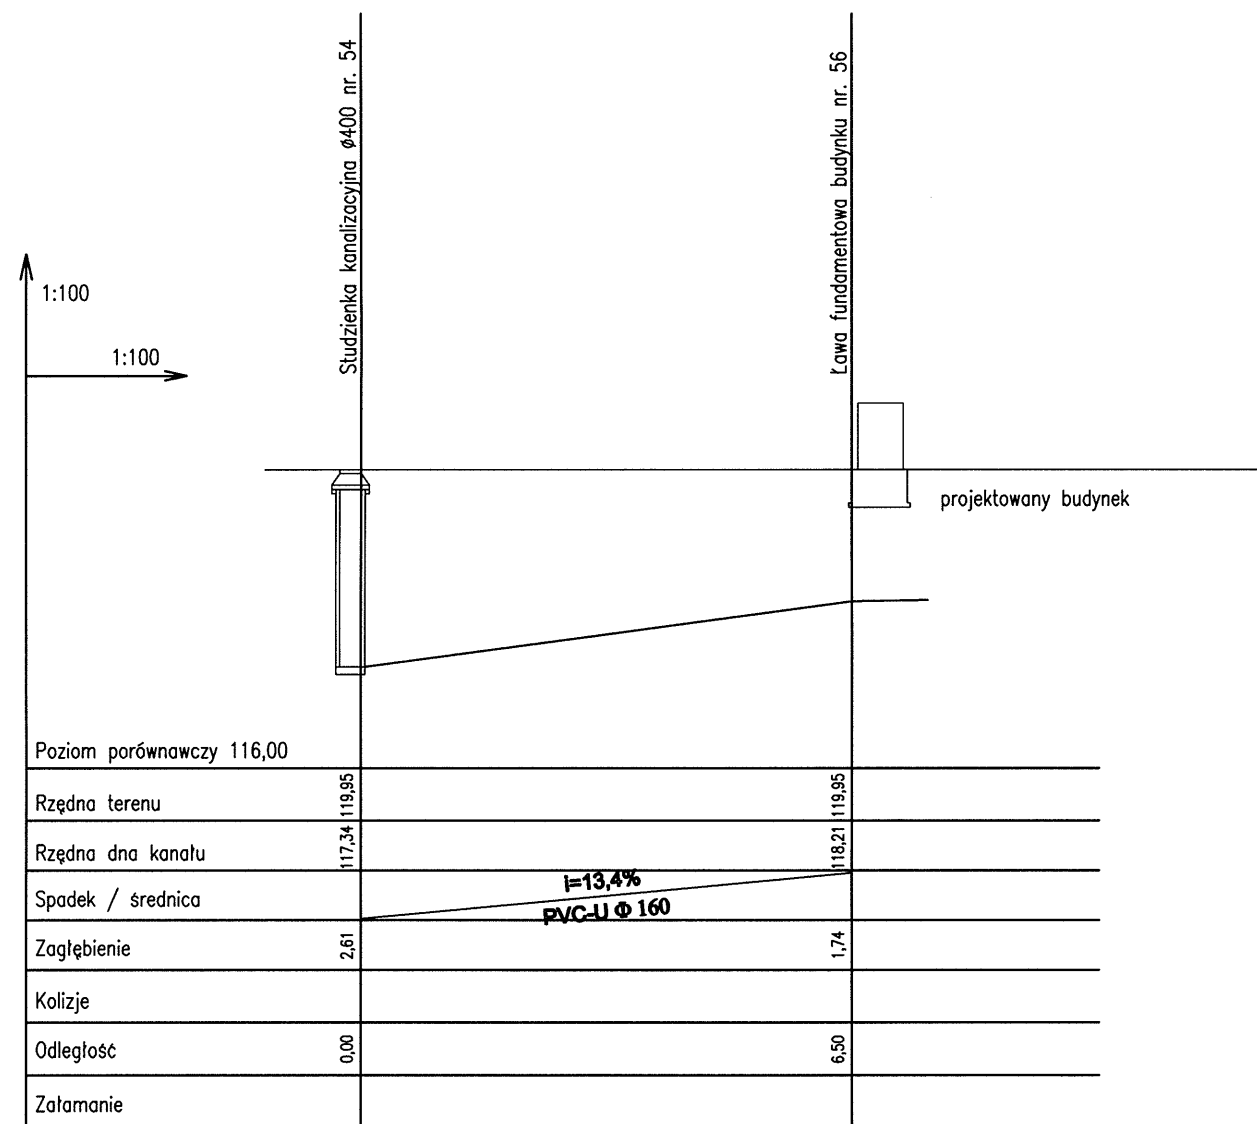 Studzienka kanalizacyjna ø400 nr. 54
Ława fundamentowa budynku nr. 56
1:100
1:100
projektowany budynek
Poziom porównawczy 116,00
Rzędna terenu 119,95 119,95
Rzędna dna kanału 117,34 118,21
Spadek / średnica
i=13,4%
PVC-U Φ 160
Zagłębienie 2,61 1,74
Kolizje
Odległość 0,00 6,50
Załamanie